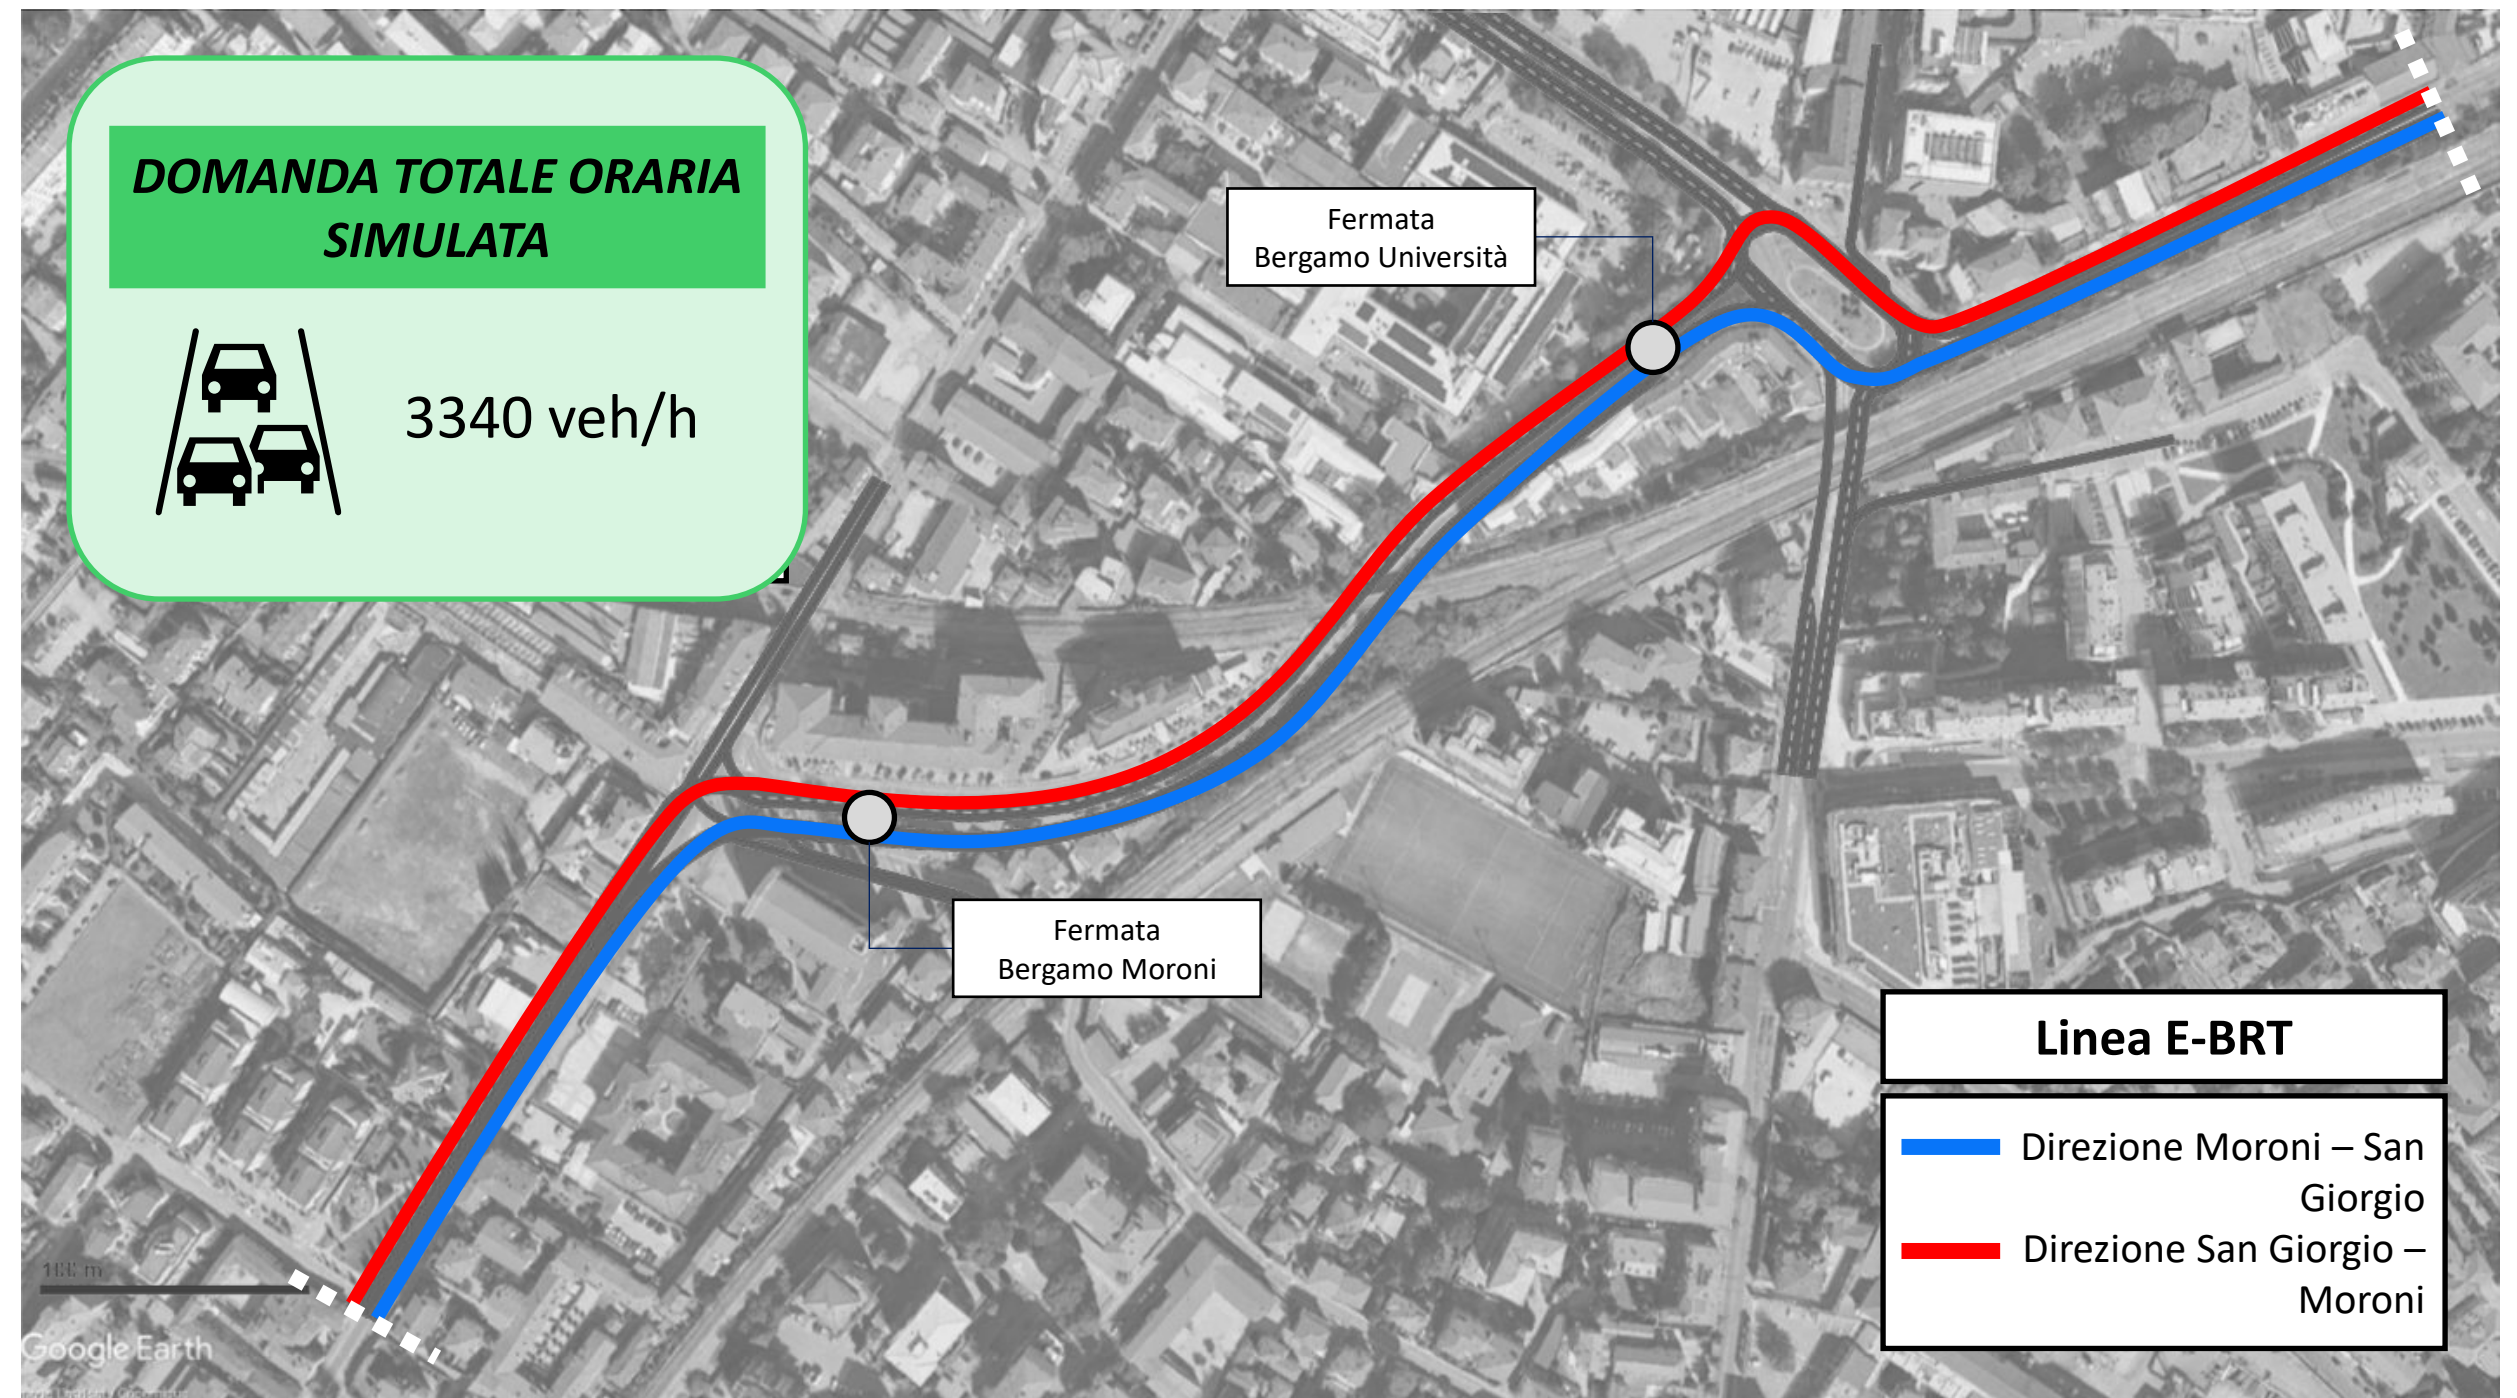 DOMANDA TOTALE ORARIA
SIMULATA
3340 veh/h
Fermata
Bergamo Università
Fermata
Bergamo Moroni
Linea E-BRT
Direzione Moroni – San
Giorgio
Direzione San Giorgio –
Moroni
Google Earth